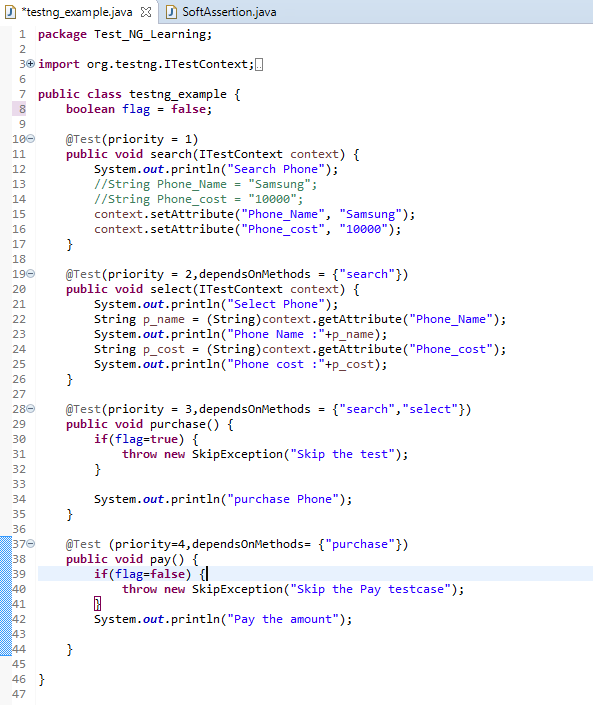 *testng_example.java SoftAssertion.java
1 package Test_NG_Learning;
2
3 import org.testng.ITestContext;
6
7 public class testng_example {
8     boolean flag = false;
9
10     @Test(priority = 1)
11     public void search(ITestContext context) {
12         System.out.println("Search Phone");
13         //String Phone_Name = "Samsung";
14         //String Phone_cost = "10000";
15         context.setAttribute("Phone_Name", "Samsung");
16         context.setAttribute("Phone_cost", "10000");
17     }
18
19     @Test(priority = 2,dependsOnMethods = {"search"})
20     public void select(ITestContext context) {
21         System.out.println("Select Phone");
22         String p_name = (String)context.getAttribute("Phone_Name");
23         System.out.println("Phone Name :"+p_name);
24         String p_cost = (String)context.getAttribute("Phone_cost");
25         System.out.println("Phone cost :"+p_cost);
26     }
27
28     @Test(priority = 3,dependsOnMethods = {"search","select"})
29     public void purchase() {
30         if(flag=true) {
31             throw new SkipException("Skip the test");
32         }
33
34         System.out.println("purchase Phone");
35     }
36
37     @Test (priority=4,dependsOnMethods= {"purchase"})
38     public void pay() {
39         if(flag=false) {
40             throw new SkipException("Skip the Pay testcase");
41         }
42         System.out.println("Pay the amount");
43
44     }
45
46 }
47